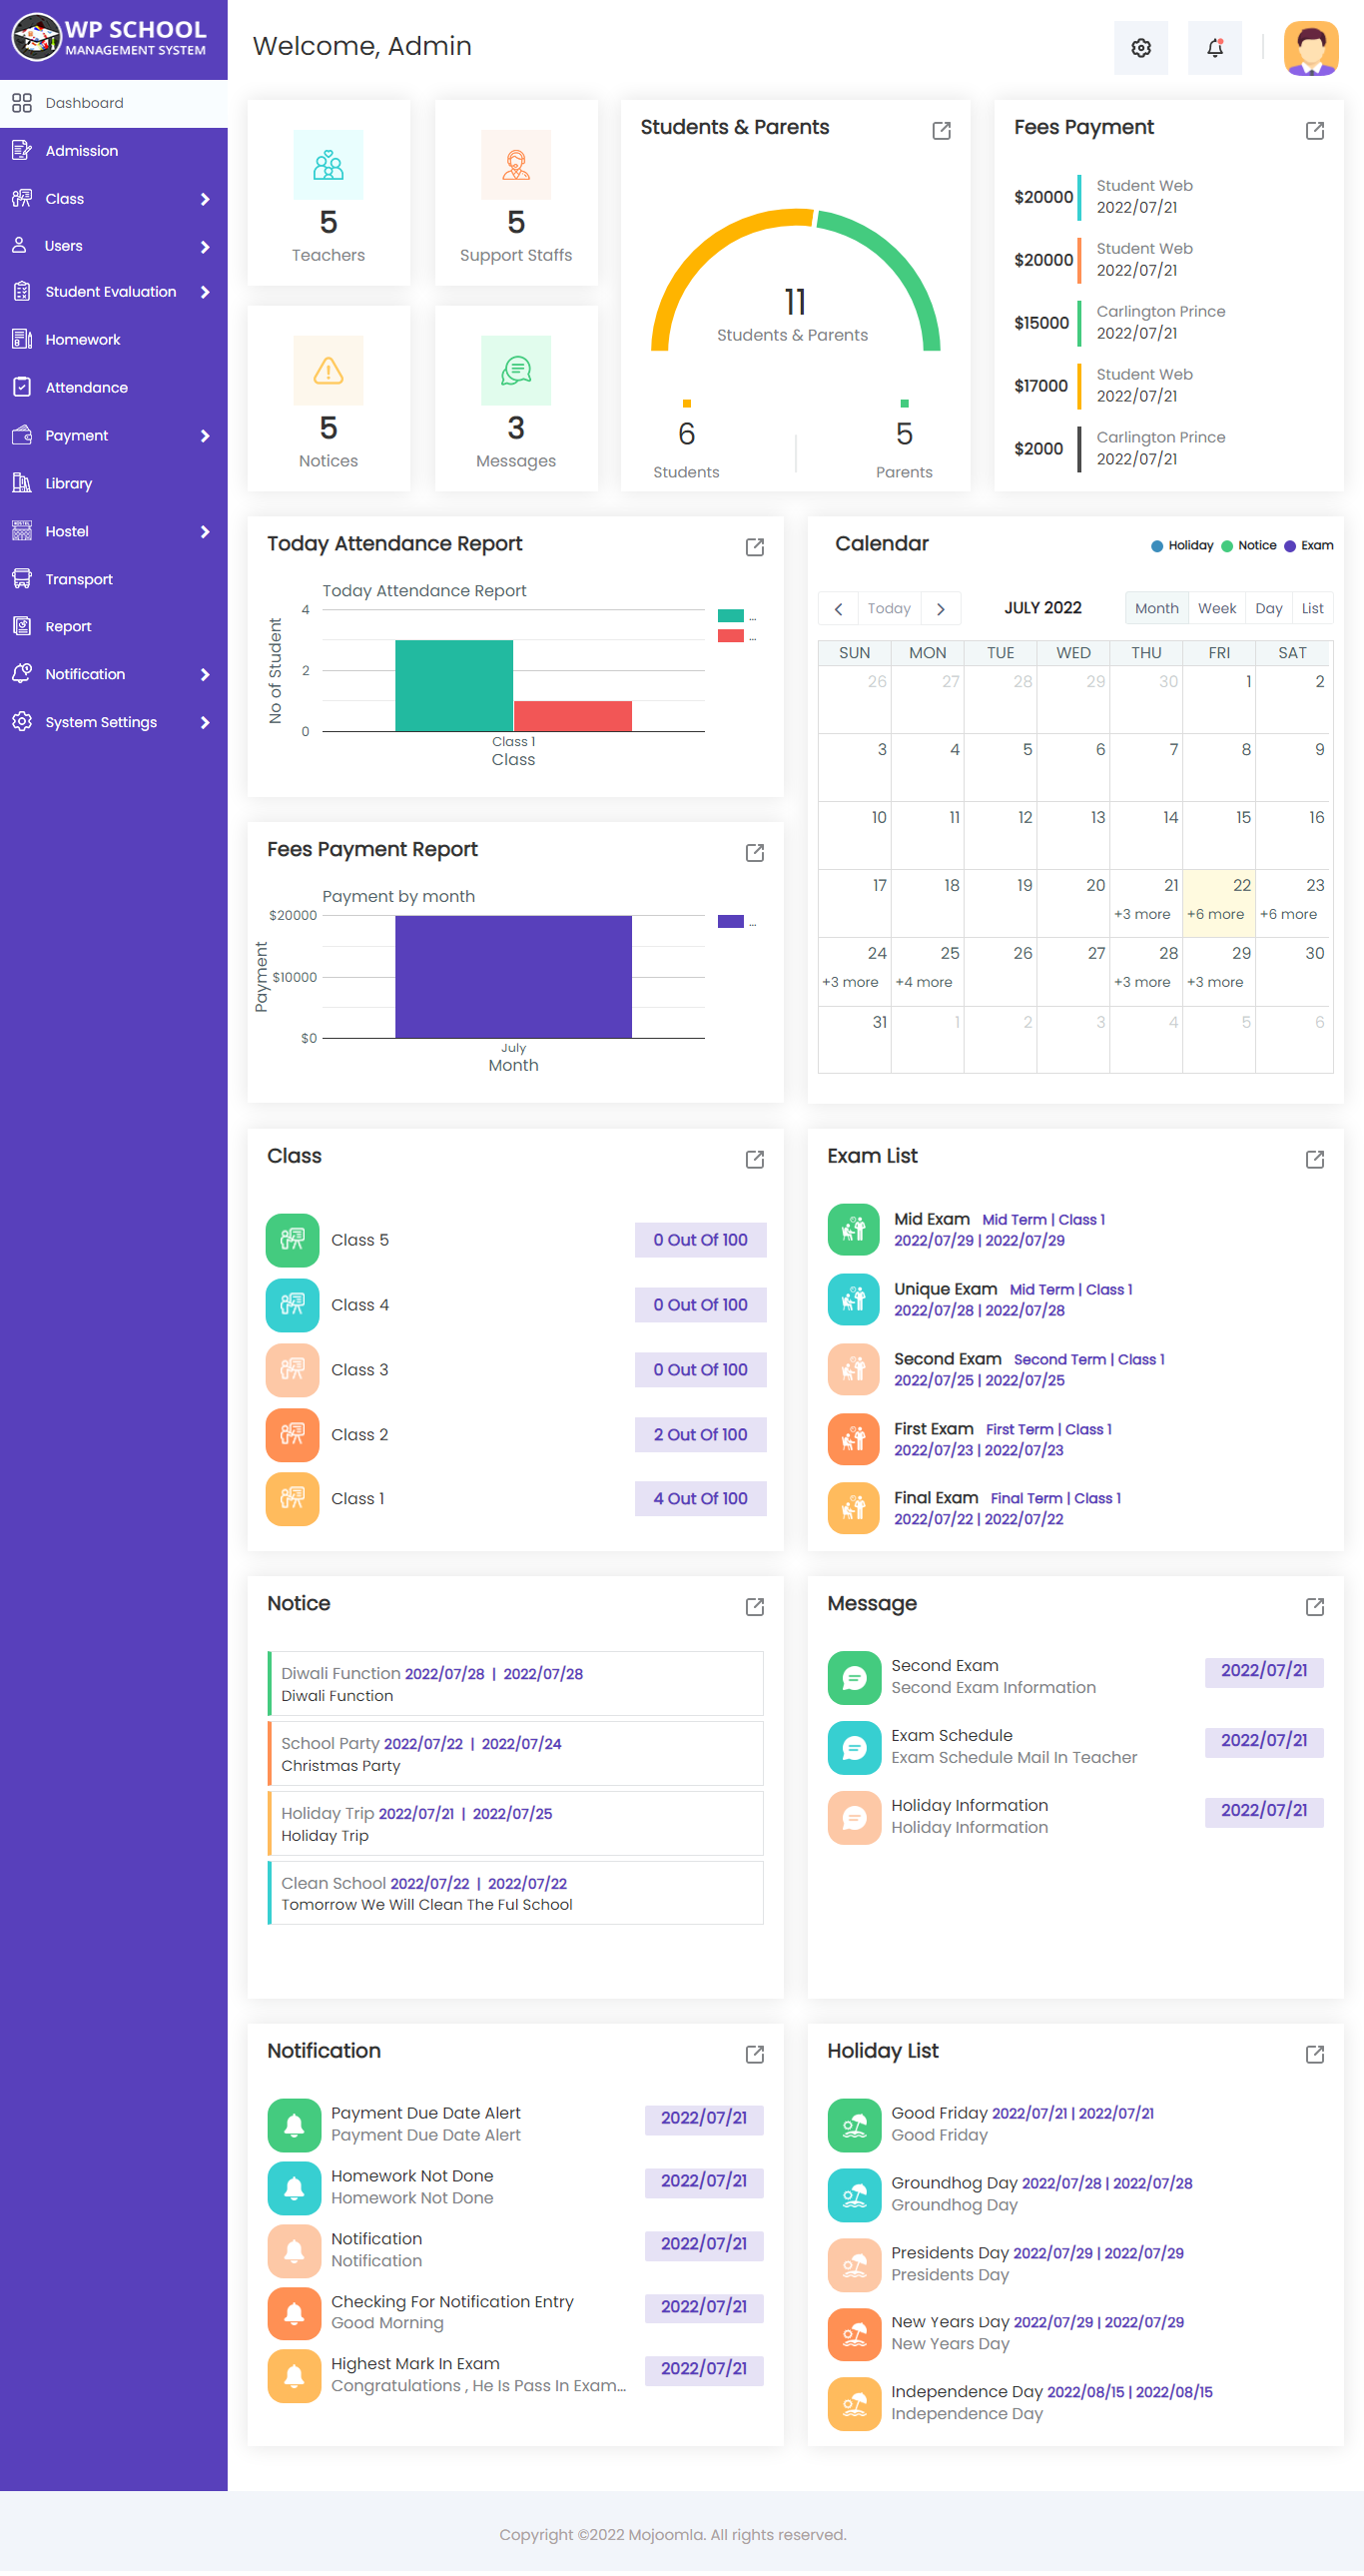 WP SCHOOL
MANAGEMENT SYSTEM
Dashboard
Admission
Class
Users
Student Evaluation
Homework
Attendance
Payment
Library
Hostel
Transport
Report
Notification
System Settings
Welcome, Admin
5
Teachers
5
Support Staffs
5
Notices
3
Messages
Students & Parents
11
Students & Parents
6
Students
5
Parents
Fees Payment
$20000
Student Web
2022/07/21
$20000
Student Web
2022/07/21
$15000
Carlington Prince
2022/07/21
$17000
Student Web
2022/07/21
$2000
Carlington Prince
2022/07/21
Today Attendance Report
Today Attendance Report
No of Student
4
2
0
...
...
Class 1
Class
Fees Payment Report
Payment by month
Payment
$20000
$10000
$0
...
July
Month
Calendar
Holiday Notice Exam
Today
JULY 2022
Month Week Day List
SUN MON TUE WED THU FRI SAT
26 27 28 29 30 1 2
3 4 5 6 7 8 9
10 11 12 13 14 15 16
17 18 19 20 21 22 23
+3 more +6 more +6 more
24 25 26 27 28 29 30
+3 more +4 more +3 more +3 more
31 1 2 3 4 5 6
Class
Class 5 0 Out Of 100
Class 4 0 Out Of 100
Class 3 0 Out Of 100
Class 2 2 Out Of 100
Class 1 4 Out Of 100
Exam List
Mid Exam Mid Term | Class 1
2022/07/29 | 2022/07/29
Unique Exam Mid Term | Class 1
2022/07/28 | 2022/07/28
Second Exam Second Term | Class 1
2022/07/25 | 2022/07/25
First Exam First Term | Class 1
2022/07/23 | 2022/07/23
Final Exam Final Term | Class 1
2022/07/22 | 2022/07/22
Notice
Diwali Function 2022/07/28 | 2022/07/28
Diwali Function
School Party 2022/07/22 | 2022/07/24
Christmas Party
Holiday Trip 2022/07/21 | 2022/07/25
Holiday Trip
Clean School 2022/07/22 | 2022/07/22
Tomorrow We Will Clean The Ful School
Message
Second Exam 2022/07/21
Second Exam Information
Exam Schedule 2022/07/21
Exam Schedule Mail In Teacher
Holiday Information 2022/07/21
Holiday Information
Notification
Payment Due Date Alert 2022/07/21
Payment Due Date Alert
Homework Not Done 2022/07/21
Homework Not Done
Notification 2022/07/21
Notification
Checking For Notification Entry 2022/07/21
Good Morning
Highest Mark In Exam 2022/07/21
Congratulations , He Is Pass In Exam...
Holiday List
Good Friday 2022/07/21 | 2022/07/21
Good Friday
Groundhog Day 2022/07/28 | 2022/07/28
Groundhog Day
Presidents Day 2022/07/29 | 2022/07/29
Presidents Day
New Years Day 2022/07/29 | 2022/07/29
New Years Day
Independence Day 2022/08/15 | 2022/08/15
Independence Day
Copyright ©2022 Mojoomla. All rights reserved.